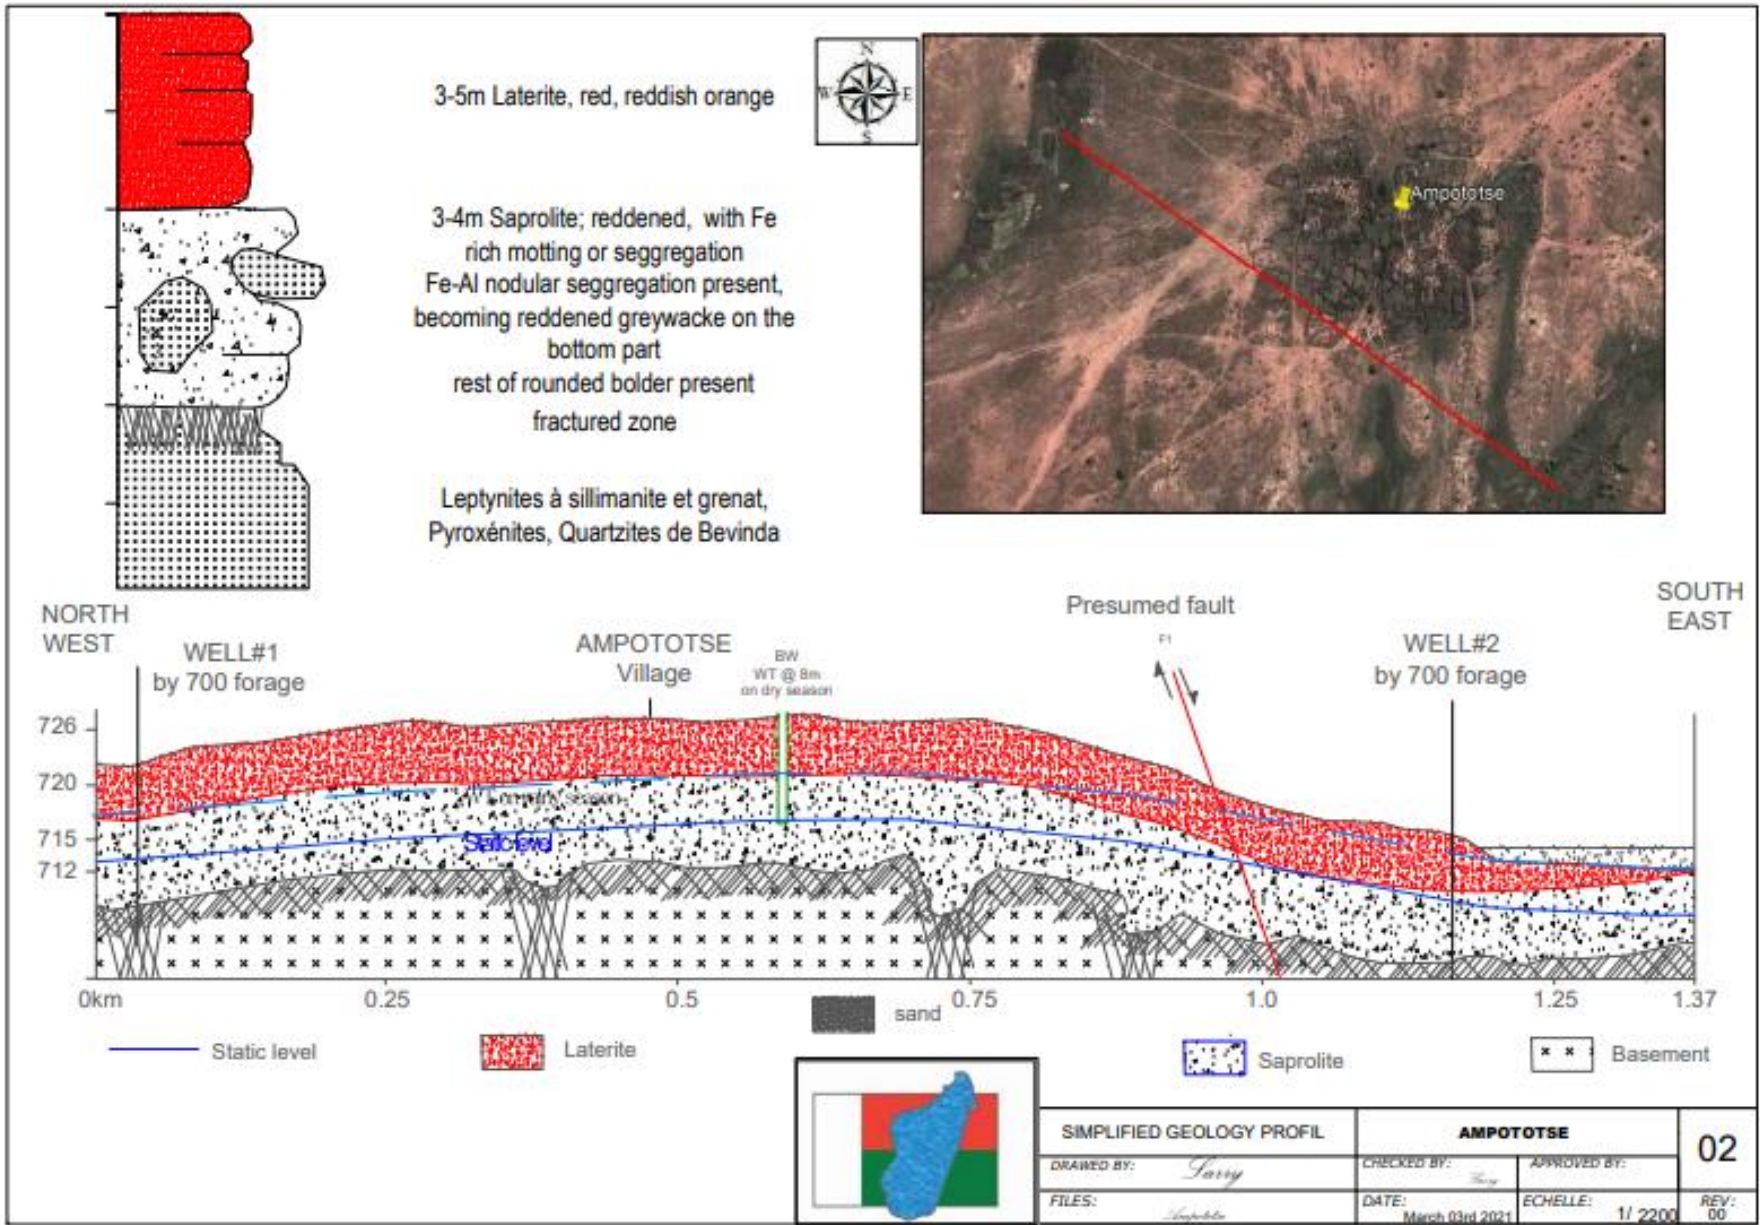 3-5m Laterite, red, reddish orange
3-4m Saprolite; reddened, with Fe
rich motting or seggregation
Fe-Al nodular seggregation present,
becoming reddened greywacke on the
bottom part
rest of rounded bolder present
fractured zone
Leptynites à sillimanite et grenat,
Pyroxénites, Quartzites de Bevinda
N
W E
S
Ampototse
NORTH
WEST
WELL#1
by 700 forage
AMPOTOTSE
Village
BW
WT @ 8m
on dry season
Presumed fault
F1
WELL#2
by 700 forage
SOUTH
EAST
726
720
715
712
season
Static level
0km
0.25
0.5
0.75
1.0
1.25
1.37
Static level
Laterite
sand
Saprolite
Basement
SIMPLIFIED GEOLOGY PROFIL
AMPOTOTSE
02
DRAWED BY: Larry
CHECKED BY:
APPROVED BY:
FILES:
DATE: March 03rd 2021
ECHELLE: 1/ 2200
REV: 00